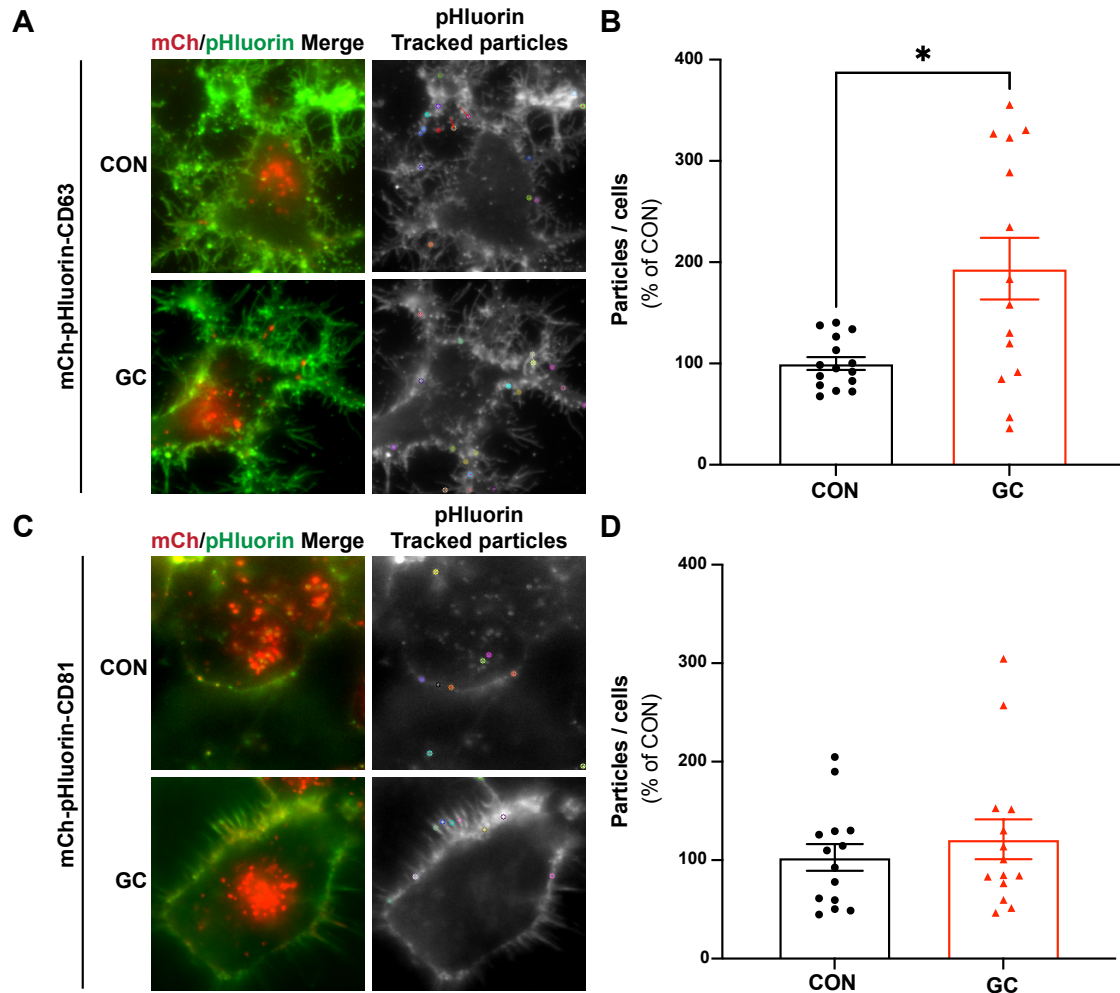 A
mCh/pHluorin Merge
pHluorin
Tracked particles
mCh-pHluorin-CD63
CON
GC
B
*
Particles / cells
(% of CON)
400
300
200
100
0
CON
GC
C
mCh/pHluorin Merge
pHluorin
Tracked particles
mCh-pHluorin-CD81
CON
GC
D
Particles / cells
(% of CON)
400
300
200
100
0
CON
GC